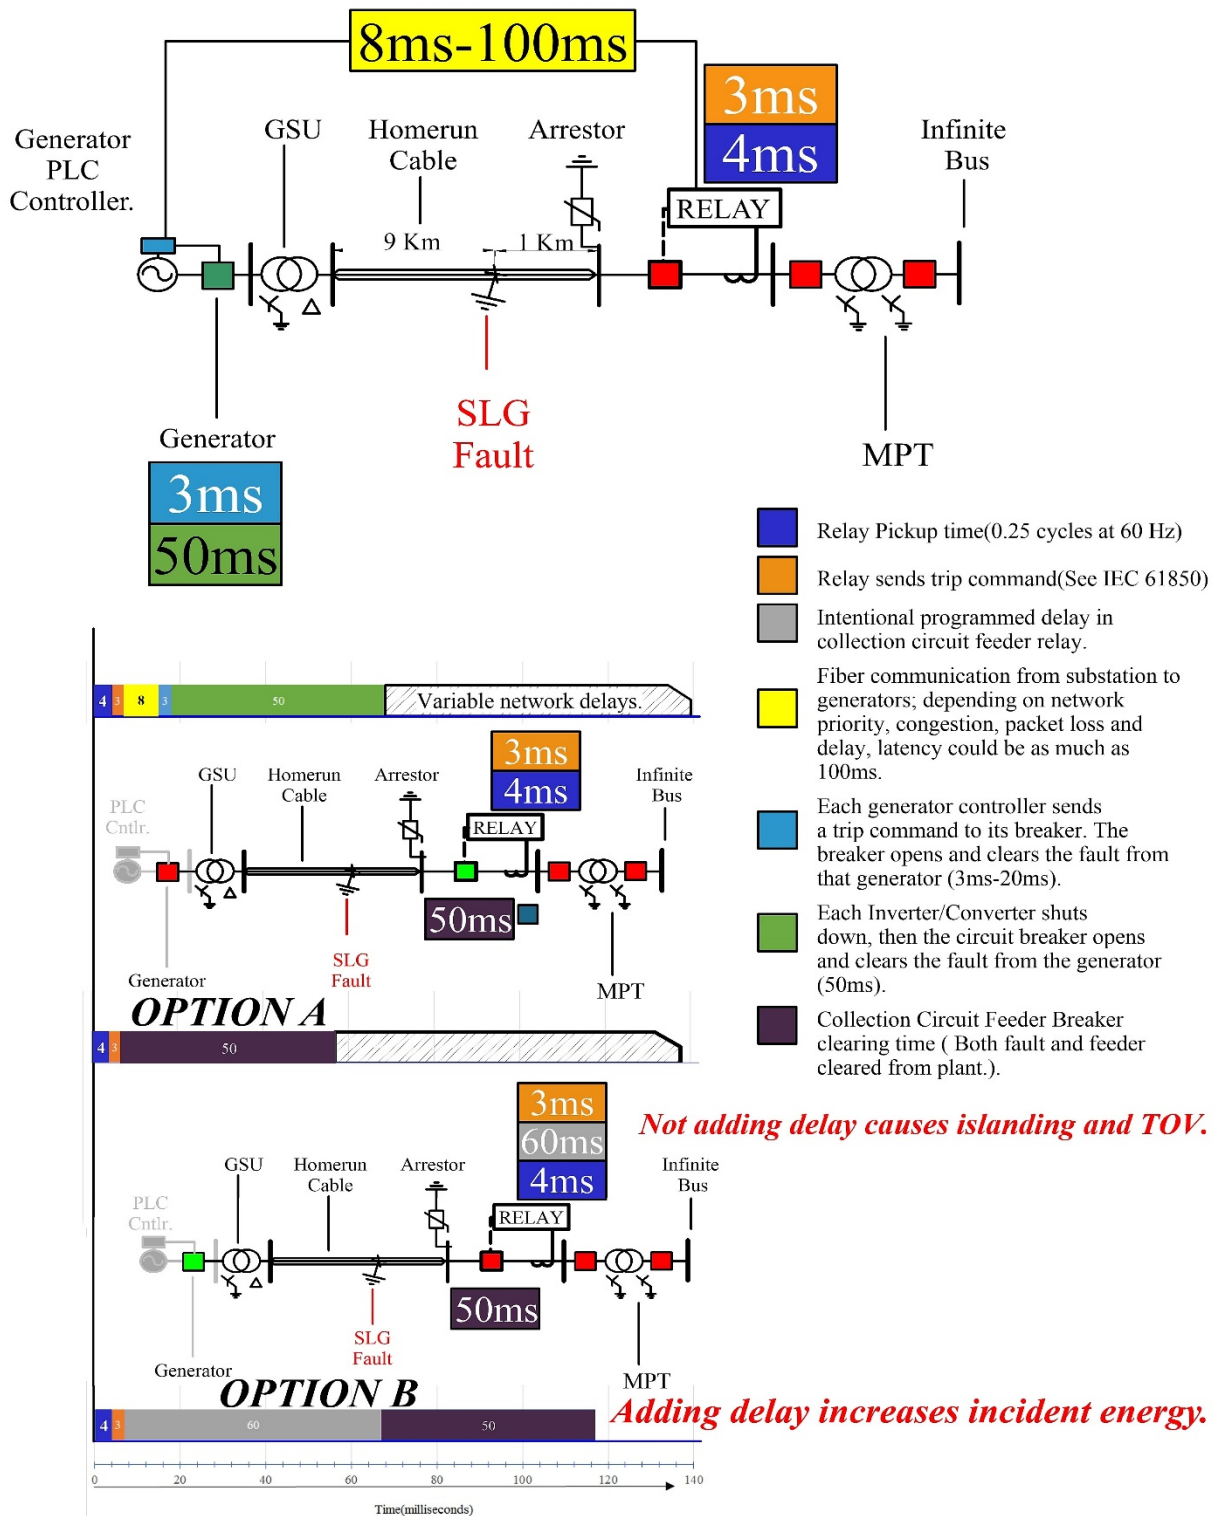 8ms-100ms
3ms
4ms
Generator
PLC
Controller.
GSU
Homerun
Cable
Arrestor
Infinite
Bus
RELAY
9 Km
1 Km
SLG
Fault
MPT
Generator
3ms
50ms
Relay Pickup time(0.25 cycles at 60 Hz)
Relay sends trip command(See IEC 61850)
Intentional programmed delay in
collection circuit feeder relay.
Fiber communication from substation to
generators; depending on network
priority, congestion, packet loss and
delay, latency could be as much as
100ms.
Each generator controller sends
a trip command to its breaker. The
breaker opens and clears the fault from
that generator (3ms-20ms).
Each Inverter/Converter shuts
down, then the circuit breaker opens
and clears the fault from the generator
(50ms).
Collection Circuit Feeder Breaker
clearing time ( Both fault and feeder
cleared from plant.).
4 3 8 3 50 Variable network delays.
3ms
4ms
PLC
Cntlr.
GSU
Homerun
Cable
Arrestor
Infinite
Bus
RELAY
50ms
SLG
Fault
Generator
MPT
OPTION A
4 3 50
Not adding delay causes islanding and TOV.
3ms
60ms
4ms
PLC
Cntlr.
GSU
Homerun
Cable
Arrestor
Infinite
Bus
RELAY
50ms
SLG
Fault
Generator
MPT
OPTION B
Adding delay increases incident energy.
4 3 60 50
0 20 40 60 80 100 120 140
Time(milliseconds)